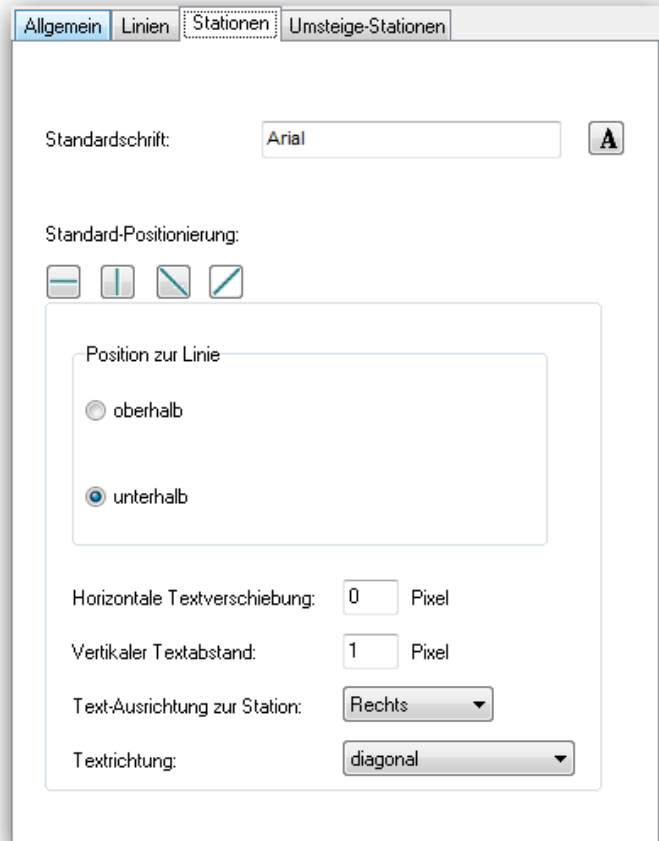 Allgemein Linien Stationen Umsteige-Stationen
Standardschrift: Arial A
Standard-Positionierung:
Position zur Linie
oberhalb
unterhalb
Horizontale Textverschiebung: 0 Pixel
Vertikaler Textabstand: 1 Pixel
Text-Ausrichtung zur Station: Rechts
Textrichtung: diagonal